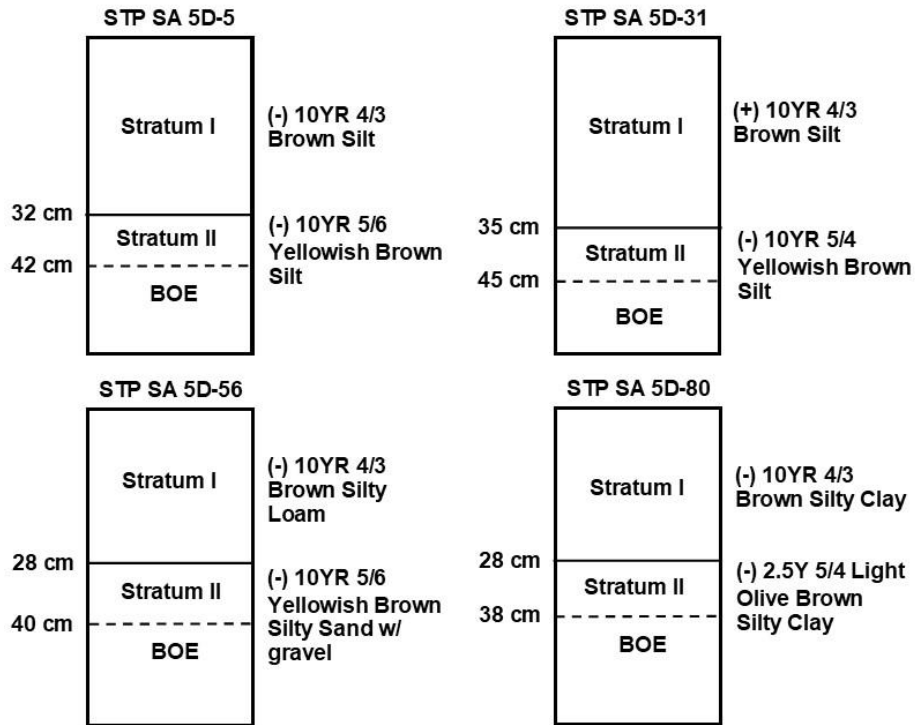 STP SA 5D-5
Stratum I
(-) 10YR 4/3
Brown Silt
32 cm
Stratum II
(-) 10YR 5/6
Yellowish Brown
Silt
42 cm
BOE
STP SA 5D-31
Stratum I
(+) 10YR 4/3
Brown Silt
35 cm
Stratum II
(-) 10YR 5/4
Yellowish Brown
Silt
45 cm
BOE
STP SA 5D-56
Stratum I
(-) 10YR 4/3
Brown Silty
Loam
28 cm
Stratum II
(-) 10YR 5/6
Yellowish Brown
Silty Sand w/
gravel
40 cm
BOE
STP SA 5D-80
Stratum I
(-) 10YR 4/3
Brown Silty Clay
28 cm
Stratum II
(-) 2.5Y 5/4 Light
Olive Brown
Silty Clay
38 cm
BOE